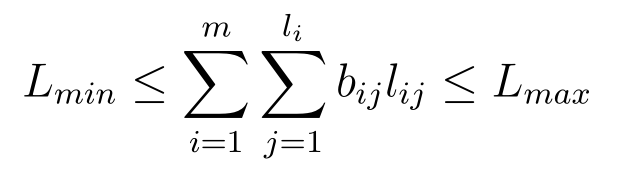 $L_{min} \leq \sum_{i=1}^{m} \sum_{j=1}^{l_i} b_{ij} l_{ij} \leq L_{max}$